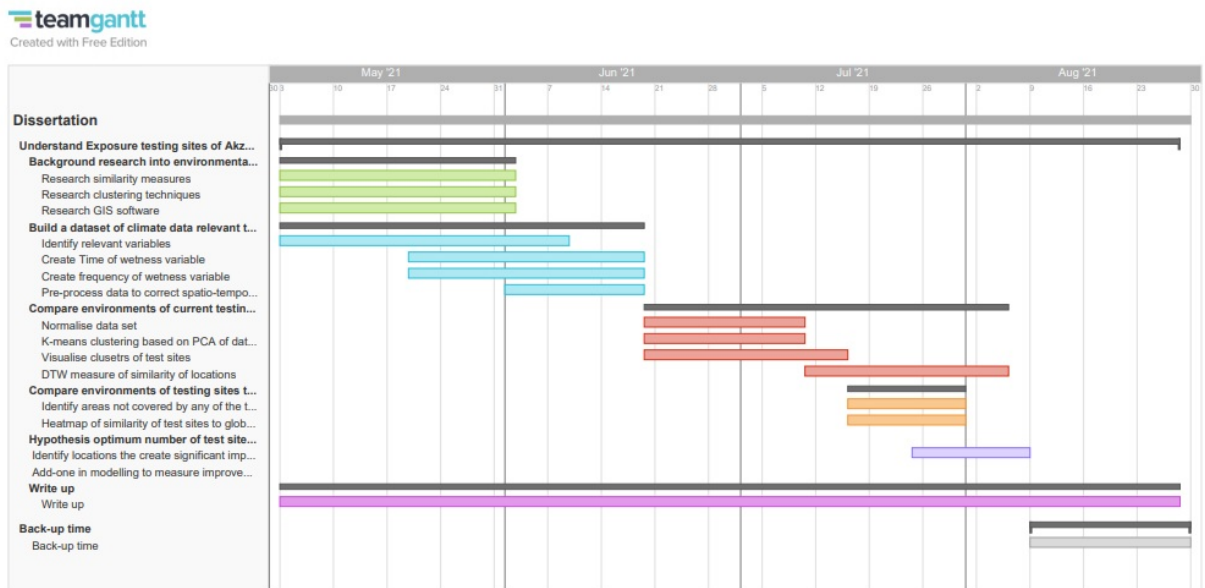 teamgantt
Created with Free Edition
May '21 Jun '21 Jul '21 Aug '21
30 3 10 17 24 31 7 14 21 28 5 12 19 26 2 9 16 23 30
Dissertation
Understand Exposure testing sites of Akz...
Background research into environmenta...
Research similarity measures
Research clustering techniques
Research GIS software
Build a dataset of climate data relevant t...
Identify relevant variables
Create Time of wetness variable
Create frequency of wetness variable
Pre-process data to correct spatio-tempo...
Compare environments of current testin...
Normalise data set
K-means clustering based on PCA of dat...
Visualise clusetrs of test sites
DTW measure of similarity of locations
Compare environments of testing sites t...
Identify areas not covered by any of the t...
Heatmap of similarity of test sites to glob...
Hypothesis optimum number of test site...
Identify locations the create significant imp...
Add-one in modelling to measure improve...
Write up
Write up
Back-up time
Back-up time